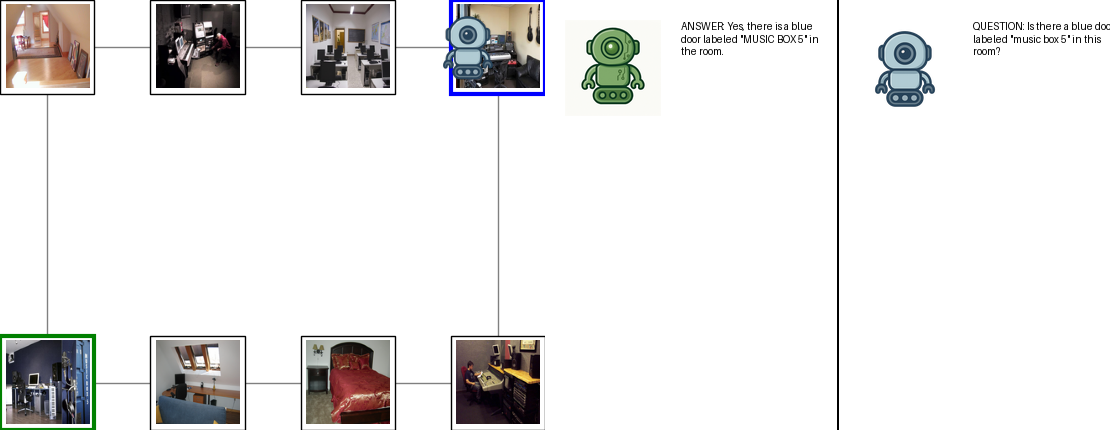 ANSWER: Yes, there is a blue
door labeled "MUSIC BOX 5" in
the room.
QUESTION: Is there a blue doo
labeled "music box 5" in this
room?